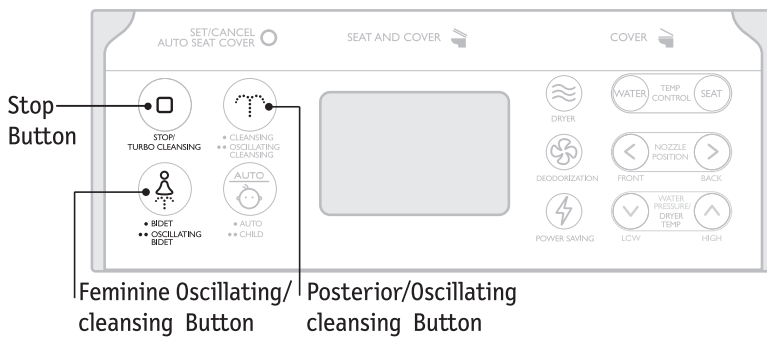 SET/CANCEL
AUTO SEAT COVER
SEAT AND COVER
COVER
Stop
Button
STOP/
TURBO CLEANSING
• CLEANSING
•• OSCILLATING
CLEANSING
DRYER
WATER
TEMP
CONTROL
SEAT
DEODORIZATION
NOZZLE
POSITION
FRONT
BACK
• BIDET
•• OSCILLATING
BIDET
AUTO
• AUTO
•• CHILD
POWER SAVING
WATER
PRESSURE/
DRYER
TEMP
LOW
HIGH
Feminine Oscillating/
cleansing Button
Posterior/Oscillating
cleansing Button